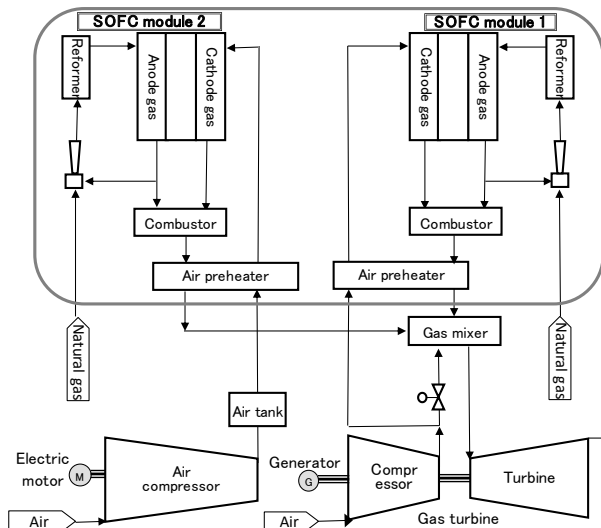 SOFC module 2
SOFC module 1
Reformer
Anode gas
Cathode gas
Cathode gas
Anode gas
Reformer
Combustor
Combustor
Air preheater
Air preheater
Natural gas
Gas mixer
Natural gas
Air tank
Electric
motor
M
Air
compressor
Generator
G
Compr
essor
Turbine
Air
Air
Gas turbine